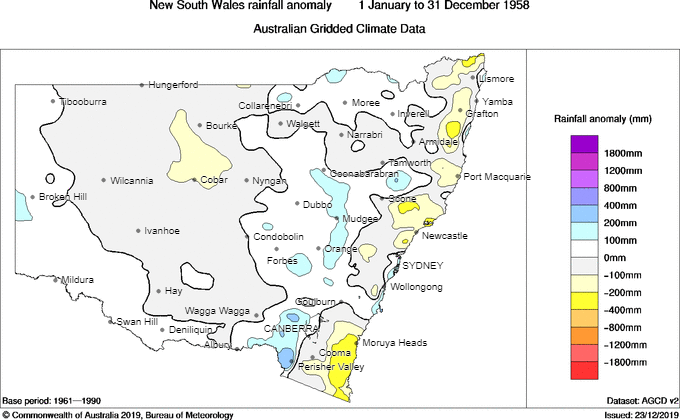 New South Wales rainfall anomaly 1 January to 31 December 1958
Australian Gridded Climate Data
Lismore
Hungerford
Tibooburra
Collarenebri
Moree
Yamba
Inverell
Grafton
Bourke
Walgett
Narrabri
Armidale
Tamworth
Coonabarabran
Port Macquarie
Wilcannia
Cobar
Nyngan
Broken Hill
Scone
Dubbo
Mudgee
Ivanhoe
Condobolin
Newcastle
Orange
Forbes
SYDNEY
Mildura
Wollongong
Hay
Goulburn
Wagga Wagga
Swan Hill
Deniliquin
CANBERRA
Albury
Moruya Heads
Cooma
Perisher Valley
Rainfall anomaly (mm)
1800mm
1200mm
800mm
400mm
200mm
100mm
0mm
−100mm
−200mm
−400mm
−800mm
−1200mm
−1800mm
Base period: 1961—1990
Dataset: AGCD v2
© Commonwealth of Australia 2019, Bureau of Meteorology
Issued: 23/12/2019